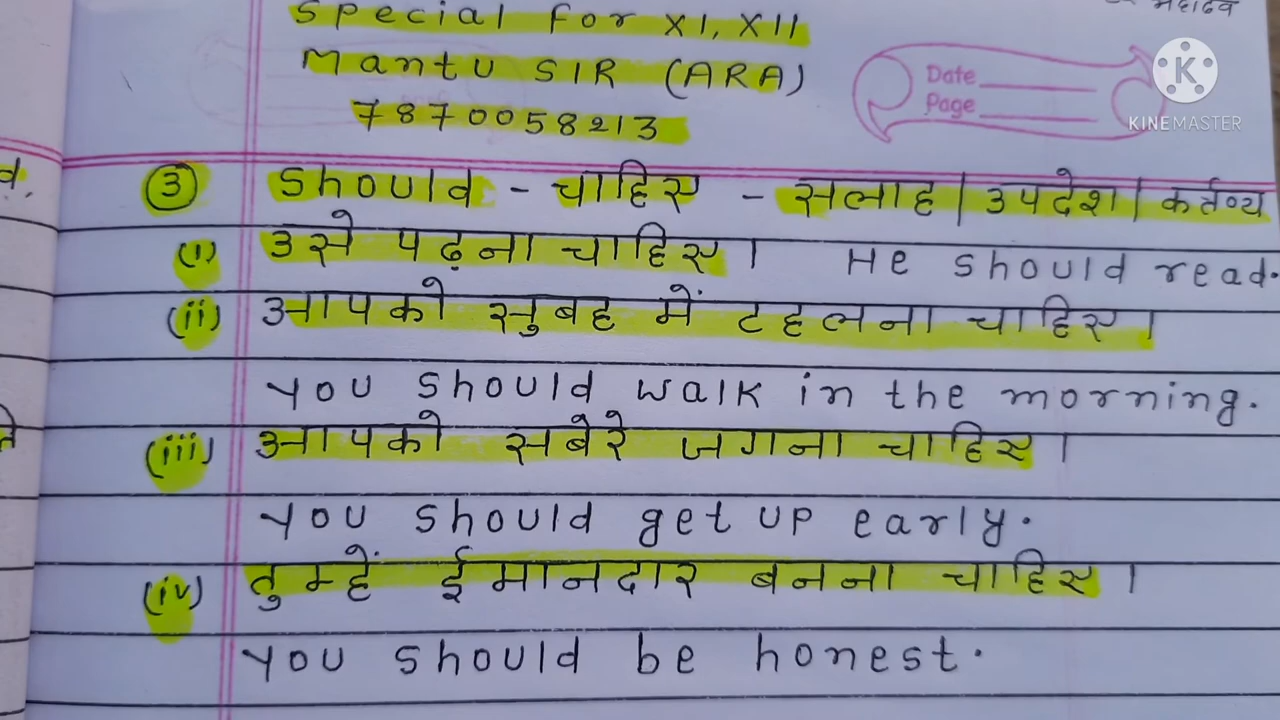 महादेव
Special for XI, XII
Mantu SIR (ARA)
7870058213
Date
Page
K
KINEMASTER
③ Should - चाहिए - सलाह | उपदेश | कर्तव्य
(i) उसे पढ़ना चाहिए । He should read.
(ii) आपको सुबह में टहलना चाहिए ।
You should walk in the morning.
(iii) आपको सबेरे जगना चाहिए ।
You should get up early.
(iv) तुम्हें ईमानदार बनना चाहिए ।
You should be honest.